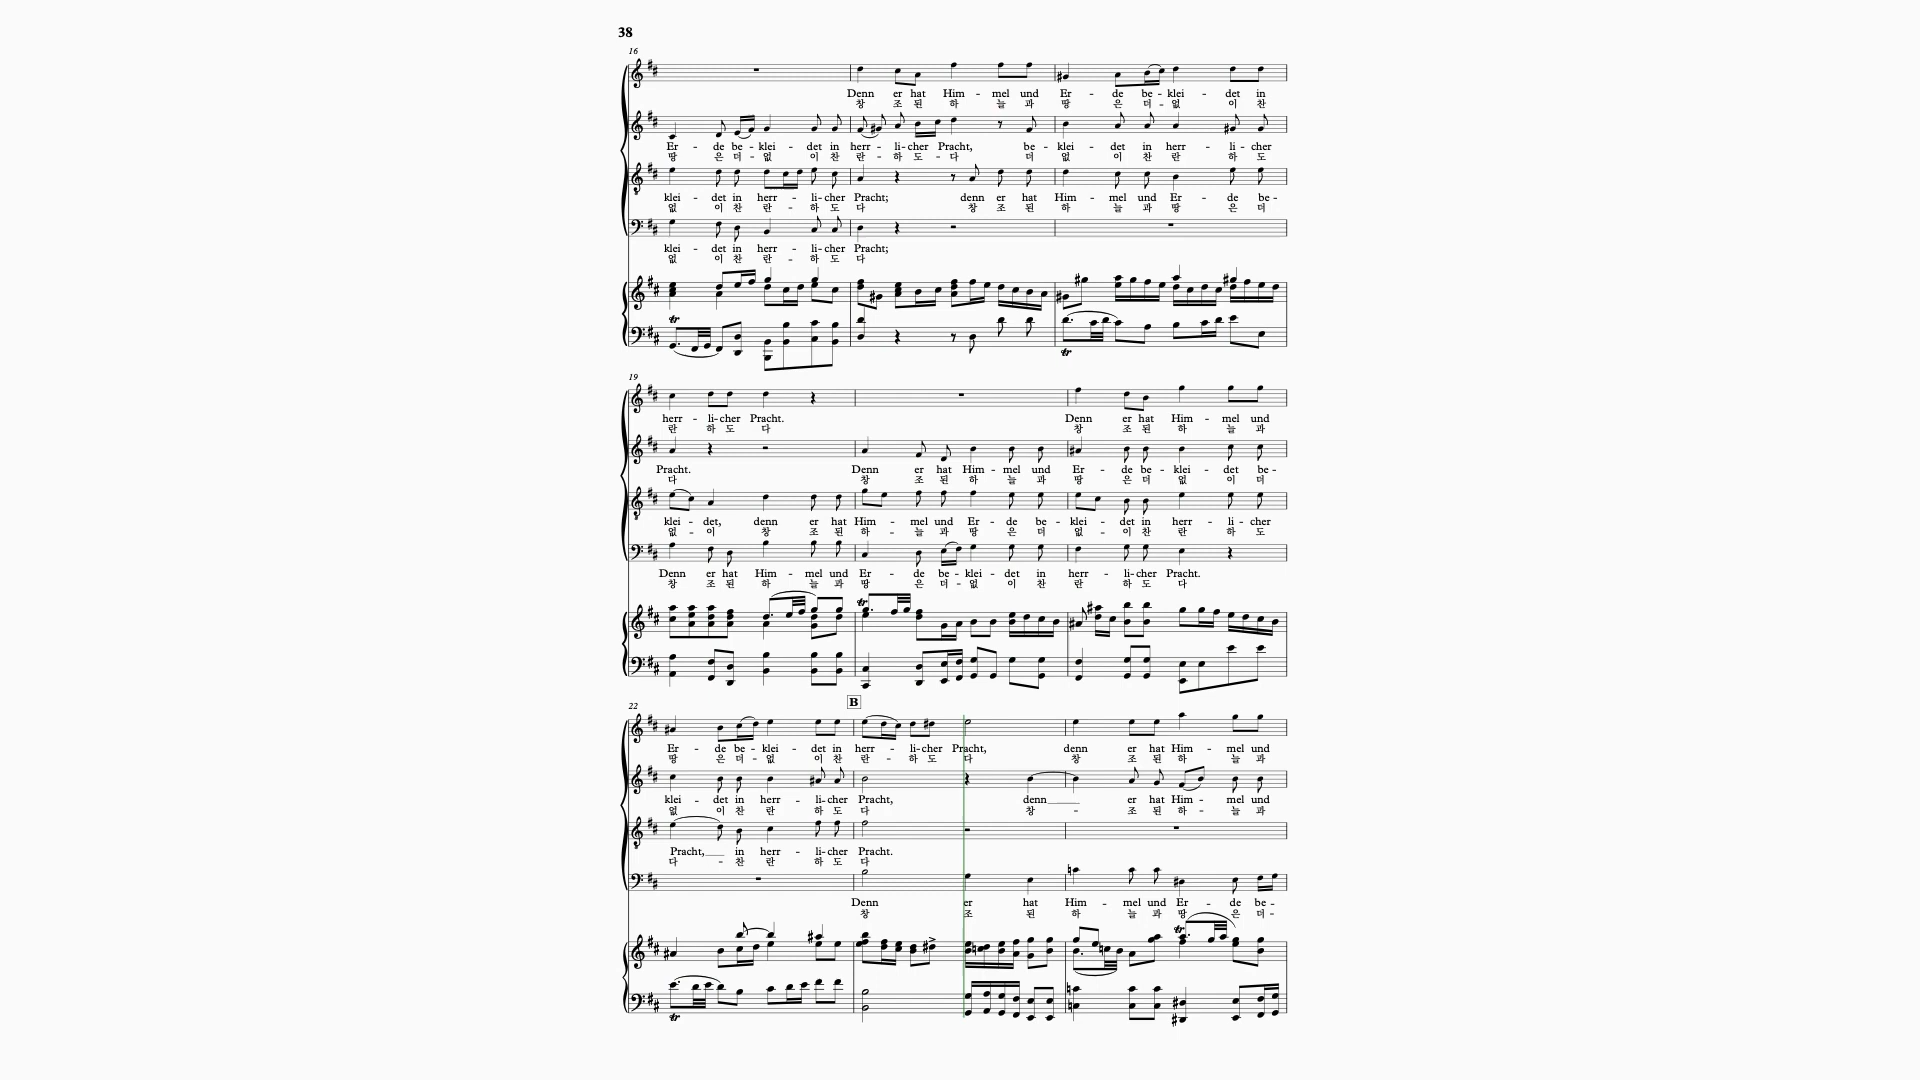 38
16
Denn er hat Him - mel und Er - de be - klei - det in
창 조 된 하 늘 과 땅 은 더 - 없 이 찬
Er - de be - klei - det in herr - li - cher Pracht, be - klei - det in herr - li - cher
땅 은 더 - 없 이 찬 란 - 하 도 - 다 더 없 이 찬 란 하 도
klei - det in herr - li - cher Pracht; denn er hat Him - mel und Er - de be -
없 이 찬 란 - 하 도 다 창 조 된 하 늘 과 땅 은 더
klei - det in herr - li - cher Pracht;
없 이 찬 란 - 하 도 다
tr
tr
19
herr - li - cher Pracht. Denn er hat Him - mel und
란 하 도 다 창 조 된 하 늘 과
Pracht. Denn er hat Him - mel und Er - de be - klei - det be -
다 창 조 된 하 늘 과 땅 은 더 없 이 더
klei - det, denn er hat Him - mel und Er - de be - klei - det in herr - li - cher
없 - 이 창 조 된 하 - 늘 과 땅 은 더 없 - 이 찬 란 하 도
Denn er hat Him - mel und Er - de be - klei - det in herr - li - cher Pracht.
창 조 된 하 늘 과 땅 은 더 - 없 이 찬 란 하 도 다
tr
22
B
Er - de be - klei - det in herr - li - cher Pracht, denn er hat Him - mel und
땅 은 더 - 없 이 찬 란 - 하 도 다 창 조 된 하 늘 과
klei - det in herr - li - cher Pracht, denn er hat Him - mel und
없 이 찬 란 하 도 다 창 - 조 된 하 - 늘 과
Pracht, in herr - li - cher Pracht.
다 - 찬 란 하 도 다
Denn er hat Him - mel und Er - de be -
창 조 된 하 늘 과 땅 은 더 -
tr
tr